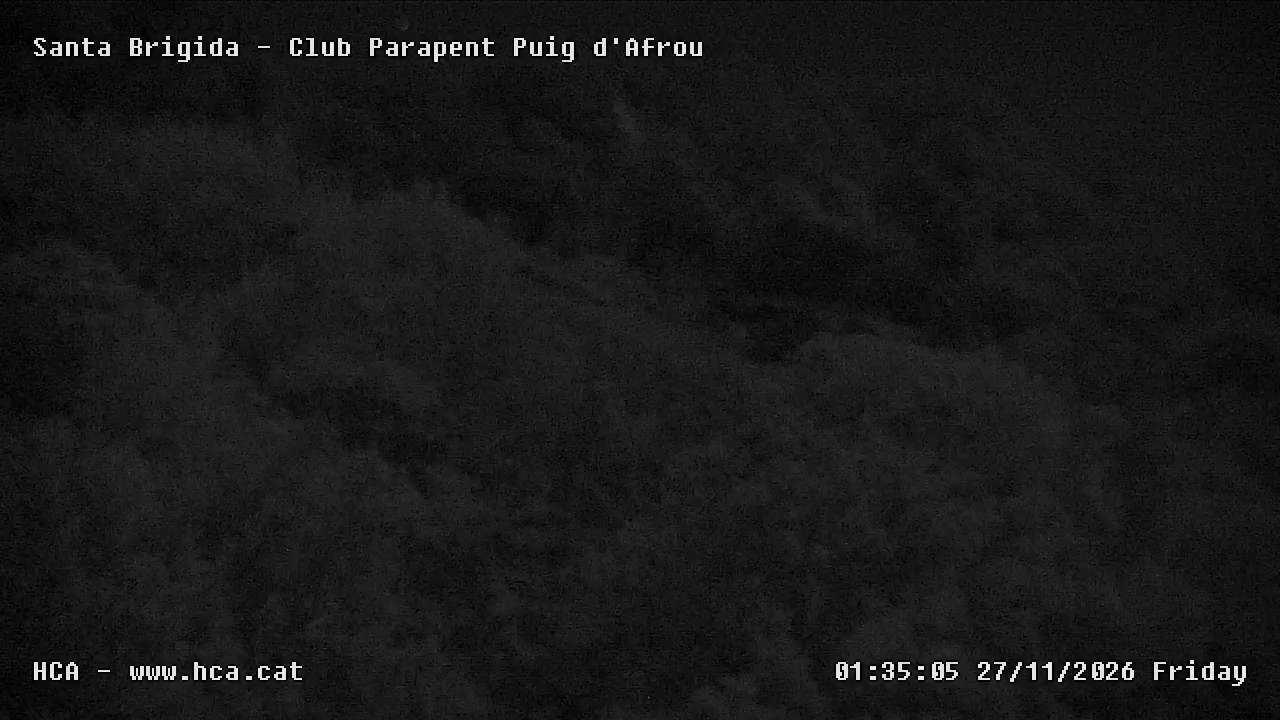 Santa Brigida - Club Parapent Puig d'Afrou
HCA - www.hca.cat
01:35:05 27/11/2026 Friday